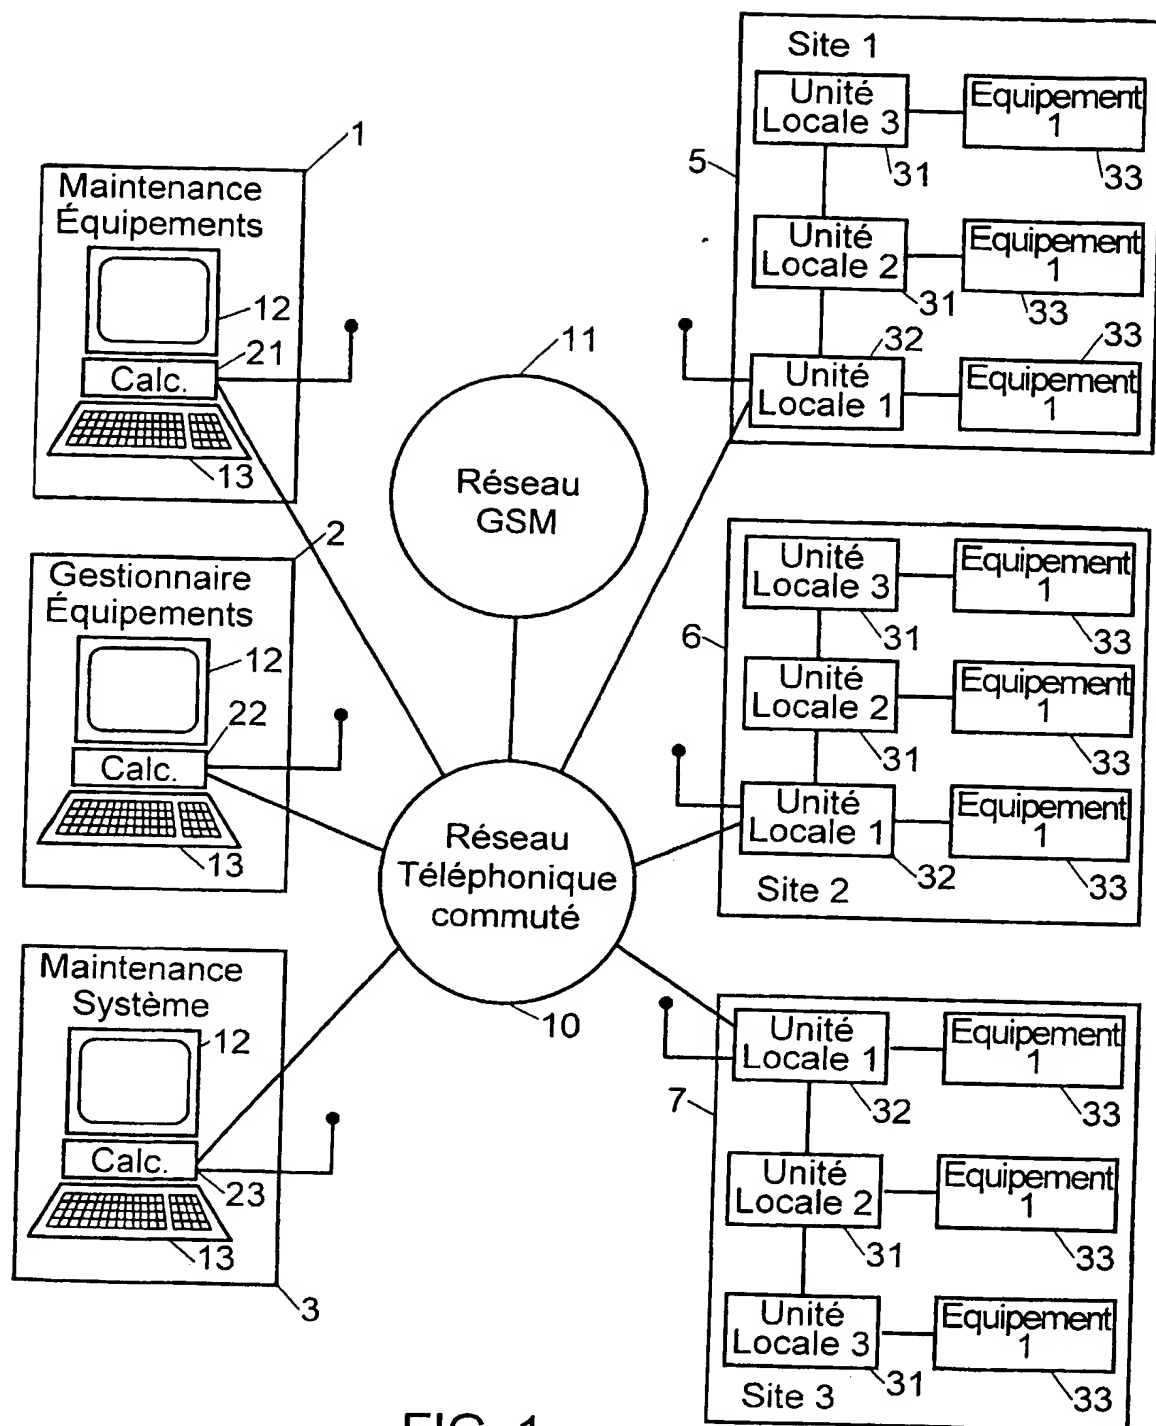 Site 1
Unité
Locale 3
Equipement
1
31
33
5
Unité
Locale 2
Equipement
1
31
33
32
33
Unité
Locale 1
Equipement
1
1
Maintenance
Équipements
12
21
Calc.
13
11
Réseau
GSM
2
Gestionnaire
Équipements
12
22
Calc.
13
Unité
Locale 3
Equipement
1
31
33
6
Unité
Locale 2
Equipement
1
31
33
Unité
Locale 1
Equipement
1
32
33
Site 2
Réseau
Téléphonique
commuté
10
Maintenance
Système
12
Calc.
23
13
3
Unité
Locale 1
Equipement
1
32
33
7
Unité
Locale 2
Equipement
1
31
33
Unité
Locale 3
Equipement
1
31
33
Site 3
FIG. 1